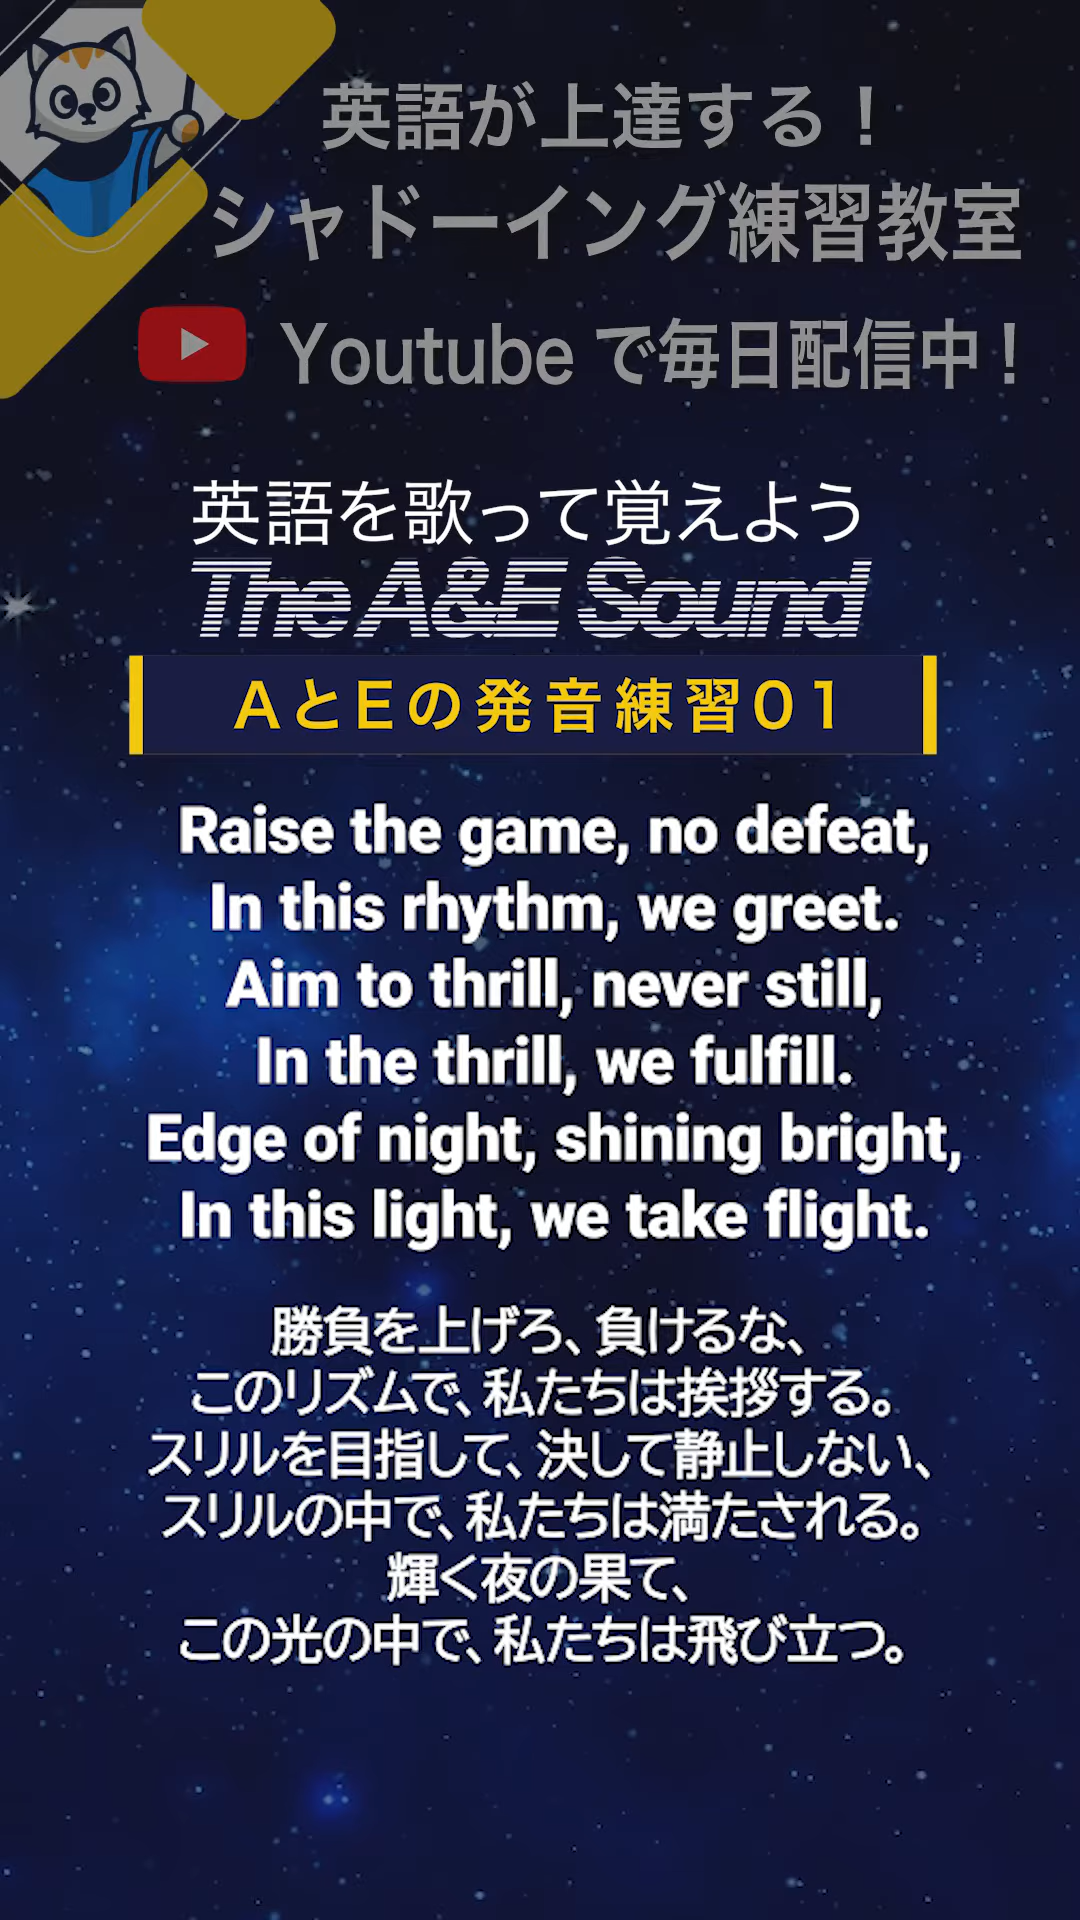 英語が上達する！
シャドーイング練習教室
Youtubeで毎日配信中！
英語を歌って覚えよう
The A&E Sound
AとEの発音練習01
Raise the game, no defeat,
In this rhythm, we greet.
Aim to thrill, never still,
In the thrill, we fulfill.
Edge of night, shining bright,
In this light, we take flight.
勝負を上げろ、負けるな、
このリズムで、私たちは挨拶する。
スリルを目指して、決して静止しない、
スリルの中で、私たちは満たされる。
輝く夜の果て、
この光の中で、私たちは飛び立つ。